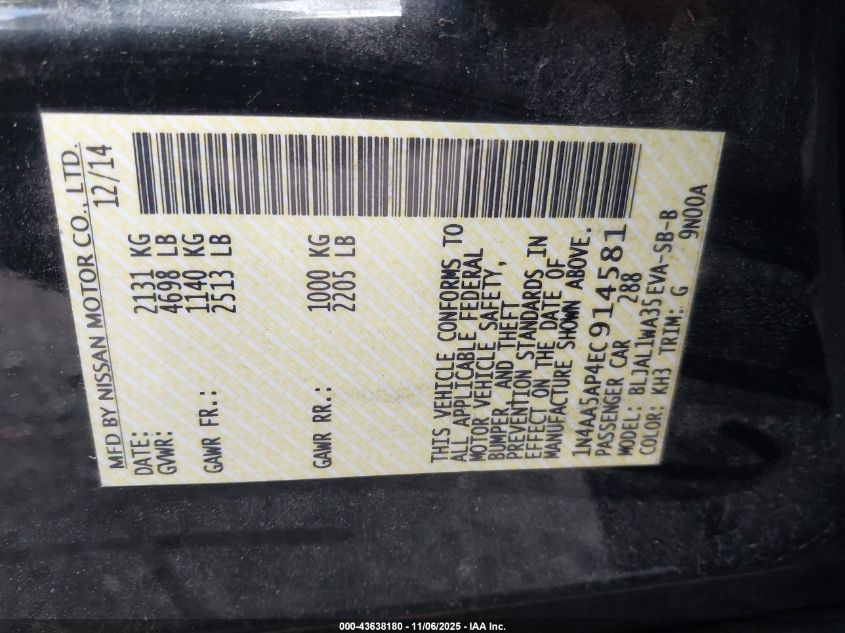 MFD BY NISSAN MOTOR CO., LTD.
DATE: 12/14
GVWR: 2131 KG
4698 LB
GAWR FR.: 1140 KG
2513 LB
GAWR RR.: 1000 KG
2205 LB
THIS VEHICLE CONFORMS TO
ALL APPLICABLE FEDERAL
MOTOR VEHICLE SAFETY,
BUMPER AND THEFT
PREVENTION STANDARDS IN
EFFECT ON THE DATE OF
MANUFACTURE SHOWN ABOVE.
1N4AA5AP4EC914581
PASSENGER CAR 288
MODEL: BLJAL1WA35EVA-SB-B
COLOR: KH3 TRIM: G 9N00A
000-43638180 - 11/06/2025 - IAA Inc.